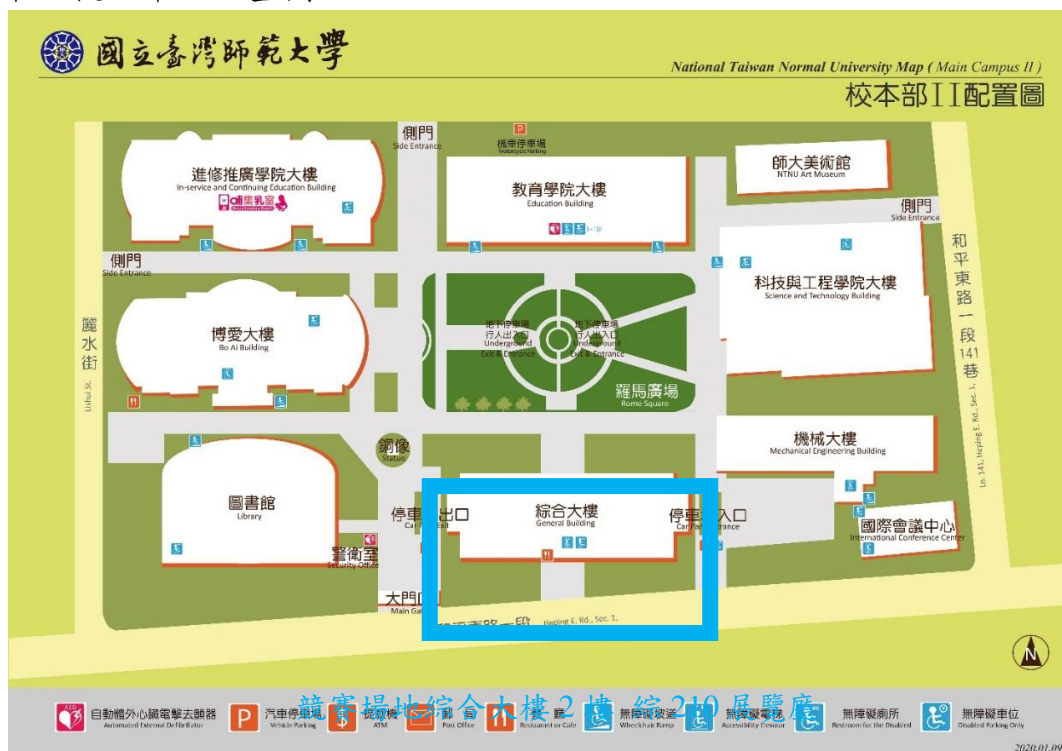 國立臺灣師範大學
National Taiwan Normal University Map ( Main Campus II )
校本部II配置圖
側門
Side Entrance
P
機車停車場
Motorcycle Parking
師大美術館
NTNU Art Museum
進修推廣學院大樓
In-service and Continuing Education Building
集乳室
教育學院大樓
Education Building
1-10
側門
Side Entrance
側門
Side Entrance
和平東路一段141巷
Ln. 141, Heping E. Rd., Sec. 1,
科技與工程學院大樓
Science and Technology Building
麗水街
Lishui St.
博愛大樓
Bo Ai Building
地下停車場
行人出入口
Underground
Exit & Entrance
地下停車場
行人出入口
Underground
Exit & Entrance
羅馬廣場
Rome Square
銅像
Statue
機械大樓
Mechanical Engineering Building
圖書館
Library
停車 出口
Car Exit
綜合大樓
General Building
停車 入口
Car Par trance
國際會議中心
International Conference Center
警衛室
Security Office
大門
Main Ga
Heping E. Rd., Sec. 1,
N
競賽場地綜合大樓 2 樓 綜 210 展覽廳
AED
自動體外心臟電擊去顫器
Automated External Defibrillator
P
汽車停車場
Vehicle Parking
$
提款機
ATM
郵局
Post Office
餐廳
Restaurant or Cafe
無障礙坡道
Wheelchair Ramp
無障礙電梯
Accessibility Elevator
無障礙廁所
Restroom for the Disabled
無障礙車位
Disabled Parking Only